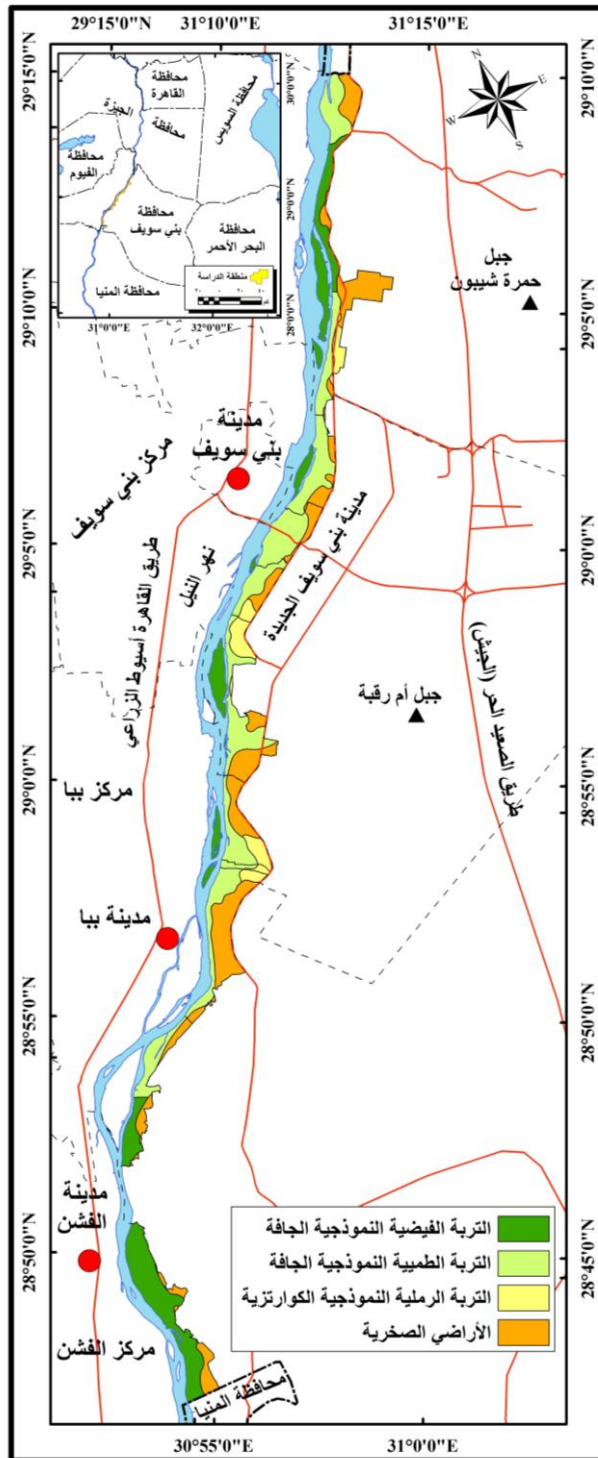 29°15'0"N
31°10'0"E
31°15'0"E
29°15'0"N
29°10'0"N
N
E
S
W
محافظة
القاهرة
محافظة السويس
الجيزة
محافظة
محافظة
الفيوم
محافظة
بني سويف
محافظة
البحر الأحمر
محافظة المنيا
منطقة الدراسة
30°0'0"N
29°0'0"N
31°0'0"E
32°0'0"E
جبل
حمرة شيبون
29°10'0"N
29°5'0"N
مدينة
بني سويف
مركز بني سويف
29°5'0"N
29°0'0"N
مدينة بني سويف الجديدة
نهر النيل
طريق القاهرة أسيوط الزراعي
طريق الصعيد الحر (الجيش)
جبل أم رقبة
29°0'0"N
28°55'0"N
مركز ببا
مدينة ببا
28°55'0"N
28°50'0"N
مدينة
الفشن
28°50'0"N
28°45'0"N
التربة الفيضية النموذجية الجافة
التربة الطميية النموذجية الجافة
التربة الرملية النموذجية الكوارتزية
الأراضي الصخرية
مركز الفشن
محافظة المنيا
30°55'0"E
31°0'0"E